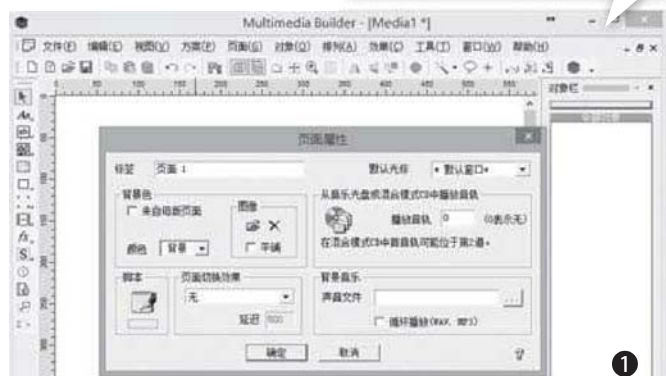 Multimedia Builder - [Media1 *]
文件(F) 编辑(E) 视图(V) 方案(P) 页面(G) 对象(O) 排列(A) 效果(C) 工具(T) 窗口(W) 帮助(H)
对象栏
页面属性
标签 页面 1 默认光标 * 默认窗口*
背景色 图像 从音乐光盘或混合模式CD中播放音轨
来自母版页面
播放音轨 0 (0表示无)
颜色 背景 平铺 在混合模式CD中首音轨可能位于第2道。
脚本 页面切换效果 背景音乐
无 声音文件 ...
延迟 500 循环播放(WAV, MP3)
确定 取消
1